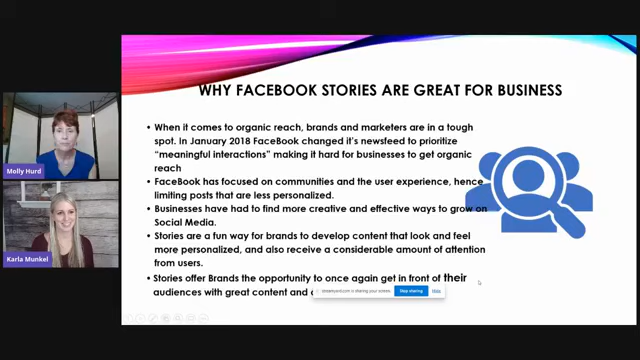 WHY FACEBOOK STORIES ARE GREAT FOR BUSINESS
• When it comes to organic reach, brands and marketers are in a tough
spot. In January 2018 FaceBook changed it's newsfeed to prioritize
"meaningful interactions" making it hard for businesses to get organic
reach
• FaceBook has focused on communities and the user experience, hence
limiting posts that are less personalized.
• Businesses have had to find more creative and effective ways to grow on
Social Media.
• Stories are a fun way for brands to develop content that look and feel
more personalized, and also receive a considerable amount of attention
from users.
• Stories offer Brands the opportunity to once again get in front of their
audiences with great content and
streamyard.com is sharing your screen.
Stop sharing
Hide
Molly Hurd
Karla Munkel